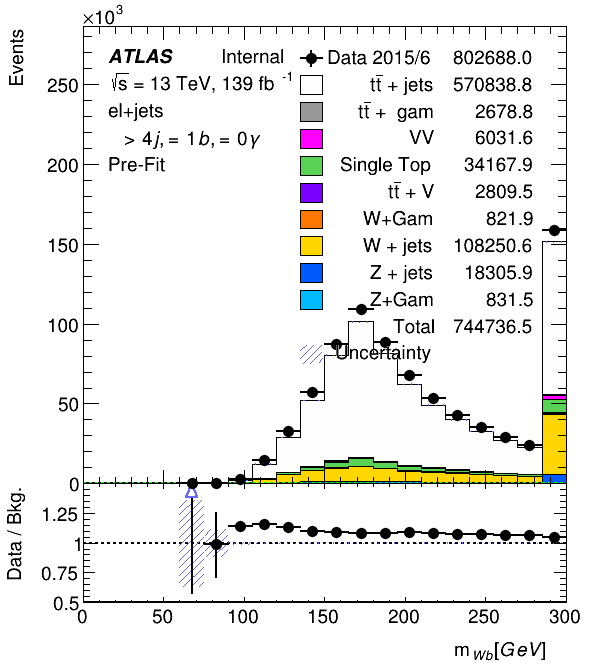 ×10³
Events
ATLAS Internal
√s = 13 TeV, 139 fb⁻¹
el+jets
> 4j, = 1b, = 0γ
Pre-Fit
Data 2015/6 802688.0
tt̄ + jets 570838.8
tt̄ + gam 2678.8
VV 6031.6
Single Top 34167.9
tt̄ + V 2809.5
W+Gam 821.9
W + jets 108250.6
Z + jets 18305.9
Z+Gam 831.5
Total 744736.5
Uncertainty
250
200
150
100
50
0
Data / Bkg.
1.25
1
0.75
0.5
0 50 100 150 200 250 300
m_Wb[GeV]